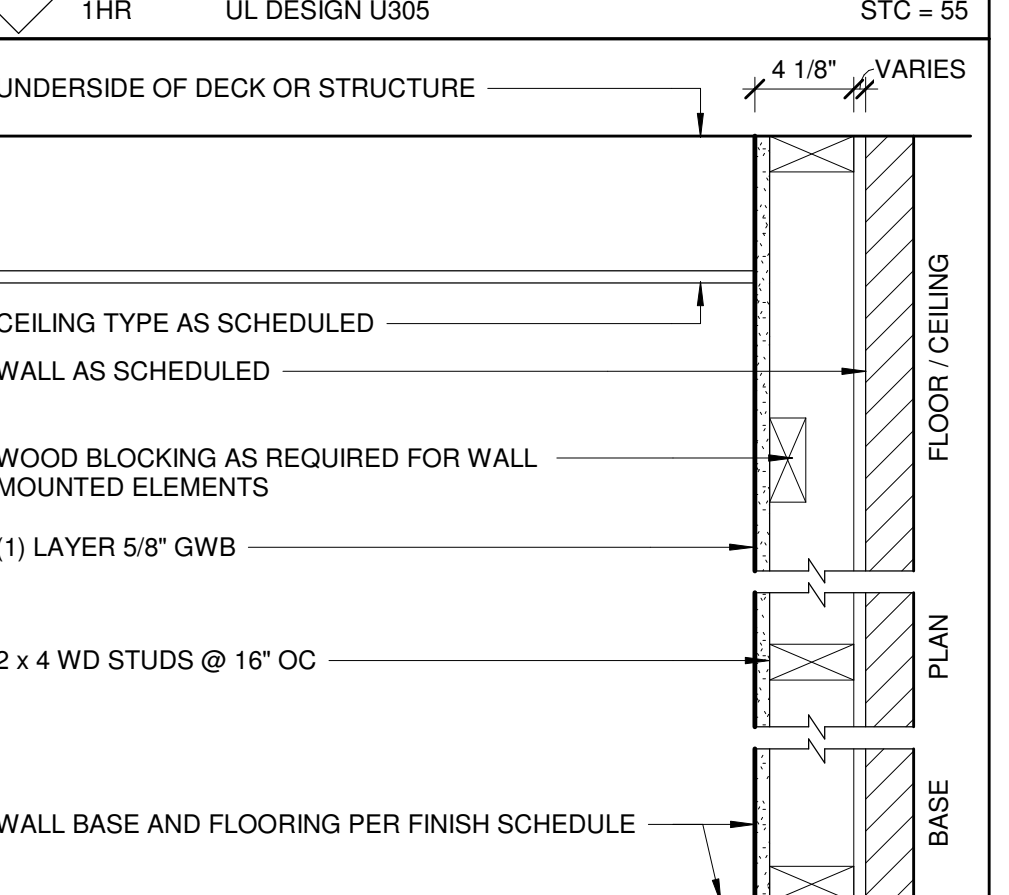 1HR UL DESIGN U305 STC = 55
4 1/8" VARIES
UNDERSIDE OF DECK OR STRUCTURE
CEILING TYPE AS SCHEDULED
WALL AS SCHEDULED
FLOOR / CEILING
WOOD BLOCKING AS REQUIRED FOR WALL
MOUNTED ELEMENTS
(1) LAYER 5/8" GWB
2 x 4 WD STUDS @ 16" OC
PLAN
WALL BASE AND FLOORING PER FINISH SCHEDULE
BASE